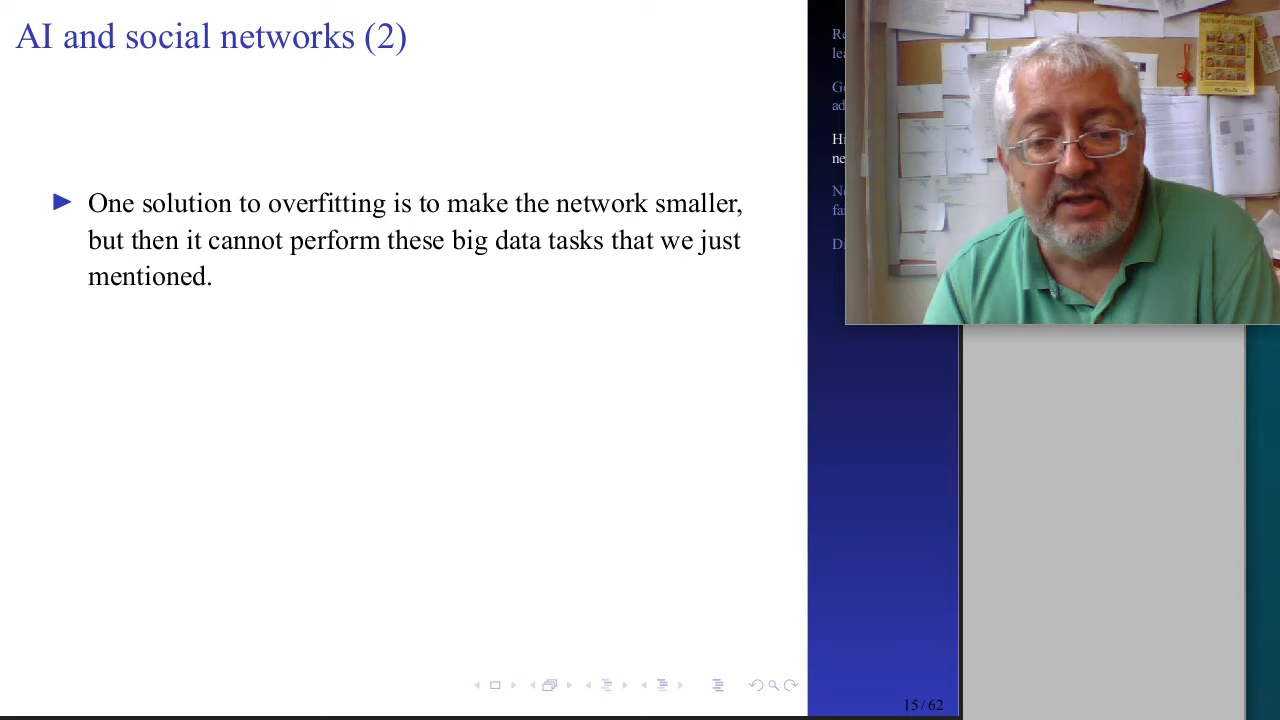 AI and social networks (2)
One solution to overfitting is to make the network smaller,
but then it cannot perform these big data tasks that we just
mentioned.
15 / 62